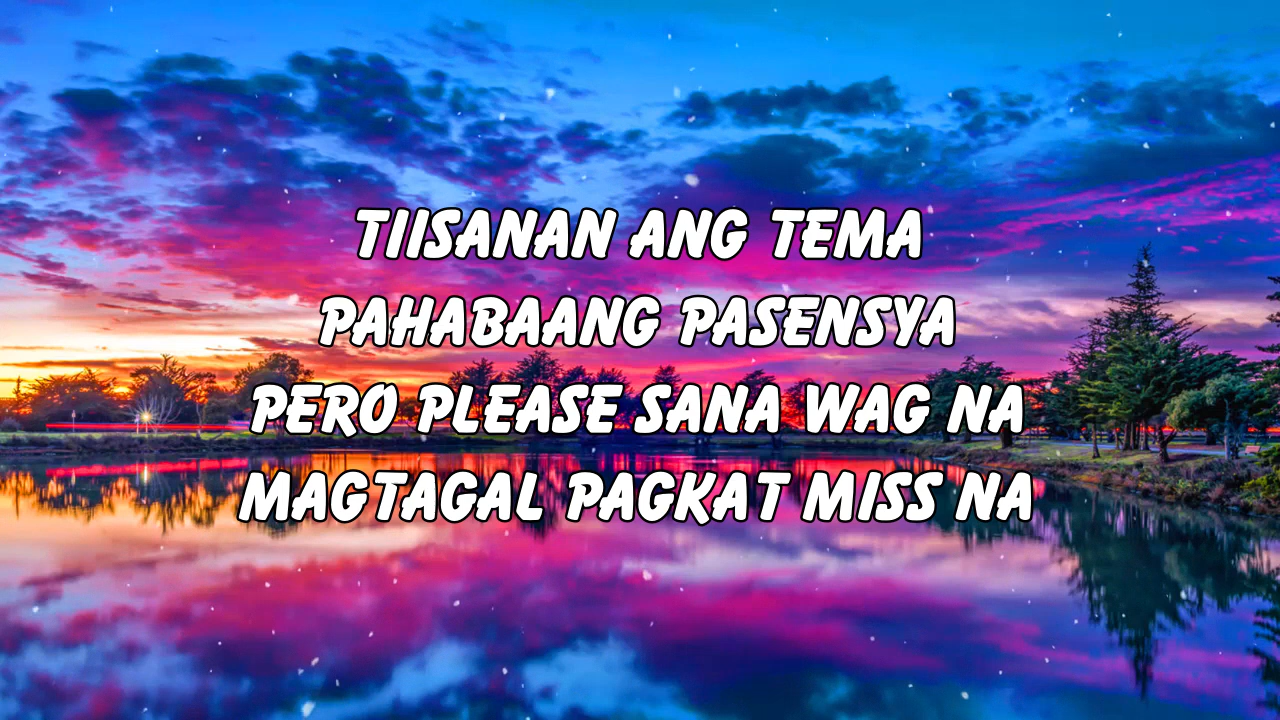 TIISANAN ANG TEMA
PAHABAANG PASENSYA
PERO PLEASE SANA WAG NA
MAGTAGAL PAGKAT MISS NA